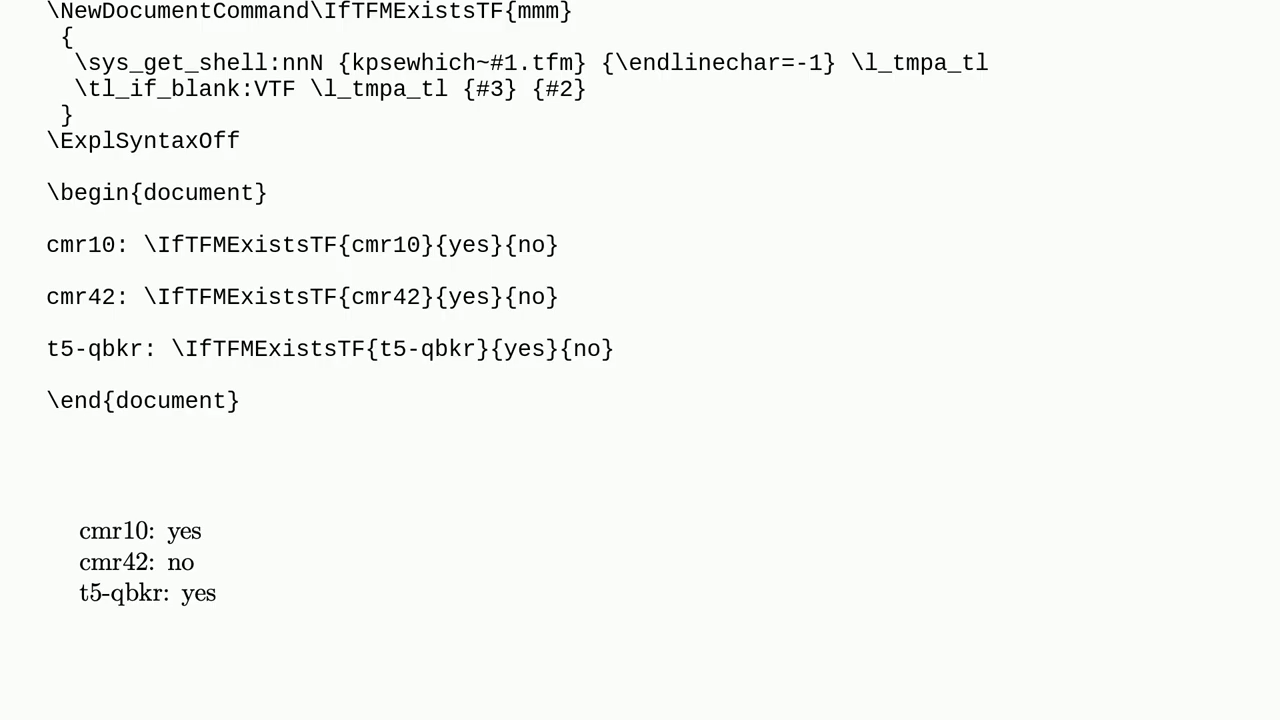 \NewDocumentCommand\IfTFMExistsTF{mmm}
 {
  \sys_get_shell:nnN {kpsewhich~#1.tfm} {\endlinechar=-1} \l_tmpa_tl
  \tl_if_blank:VTF \l_tmpa_tl {#3} {#2}
 }
\ExplSyntaxOff
\begin{document}
cmr10: \IfTFMExistsTF{cmr10}{yes}{no}
cmr42: \IfTFMExistsTF{cmr42}{yes}{no}
t5-qbkr: \IfTFMExistsTF{t5-qbkr}{yes}{no}
\end{document}
cmr10: yes
cmr42: no
t5-qbkr: yes